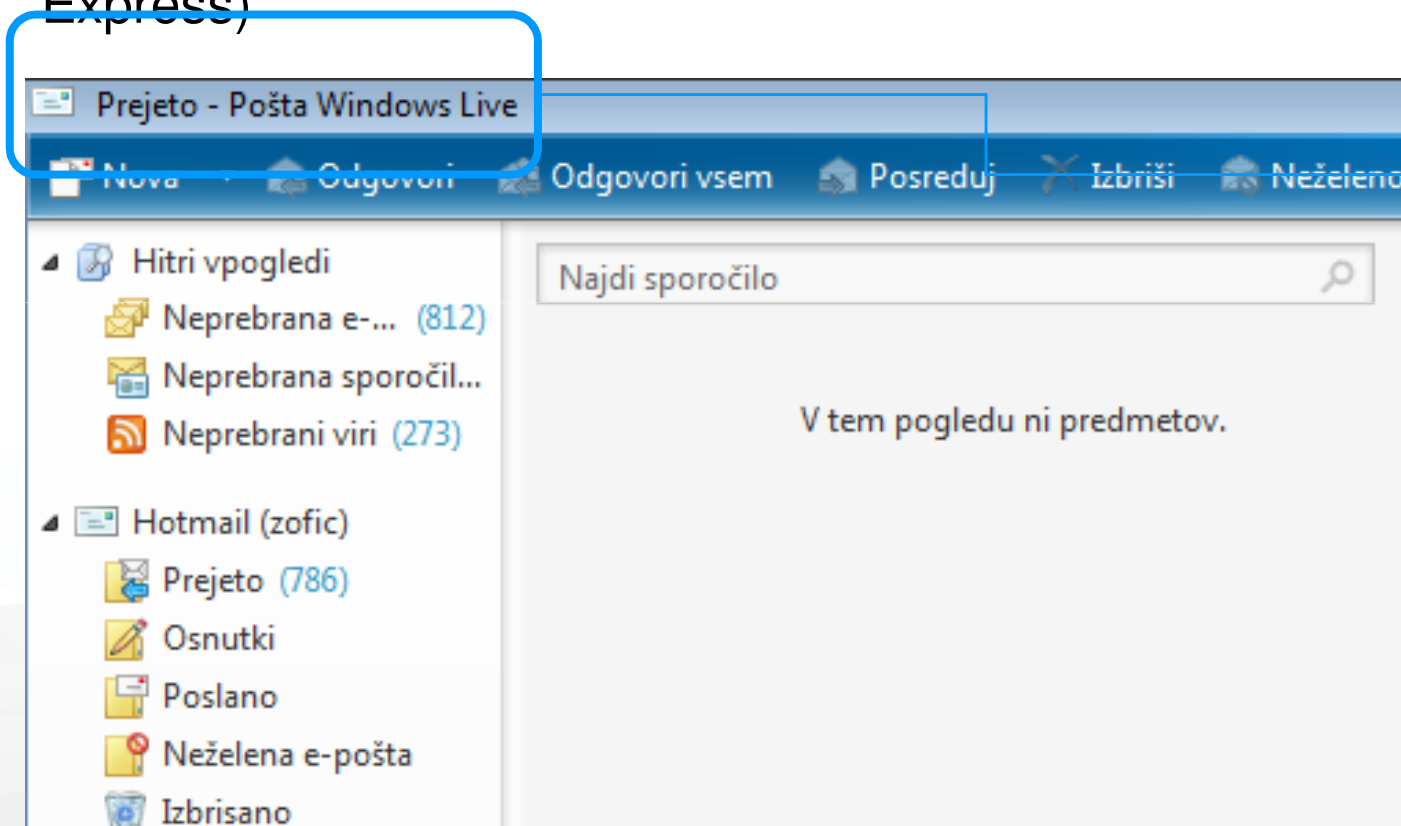 Express)
Prejeto - Pošta Windows Live
Nova Odgovori Odgovori vsem Posreduj Izbriši Neželeno
Hitri vpogledi
Najdi sporočilo
Neprebrana e-... (812)
Neprebrana sporočil...
Neprebrani viri (273)
V tem pogledu ni predmetov.
Hotmail (zofic)
Prejeto (786)
Osnutki
Poslano
Neželena e-pošta
Izbrisano